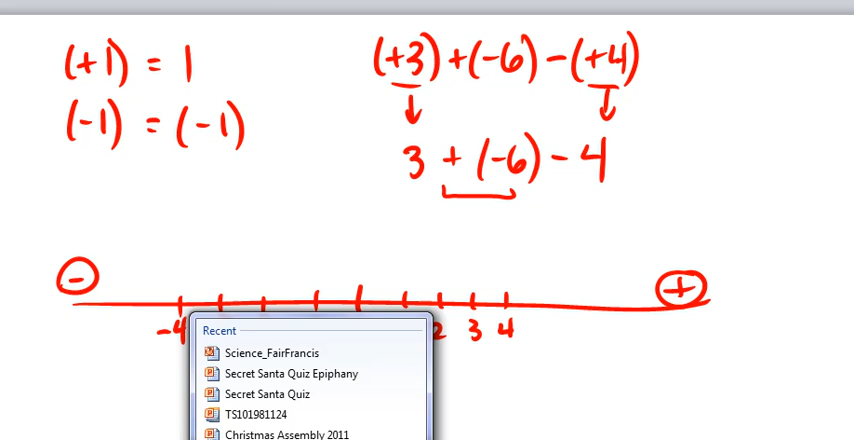 (+1) = 1
(-1) = (-1)
(+3)+(-6)-(+4)
3 + (-6) - 4
- +
-4 2 3 4
Recent
Science_FairFrancis
Secret Santa Quiz Epiphany
Secret Santa Quiz
TS101981124
Christmas Assembly 2011